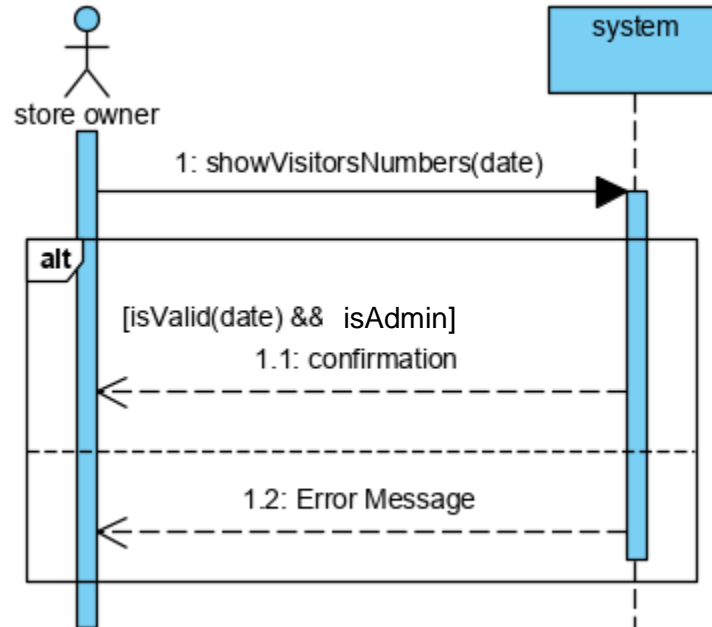 system
store owner
1: showVisitorsNumbers(date)
alt
[isValid(date) && isAdmin]
1.1: confirmation
1.2: Error Message